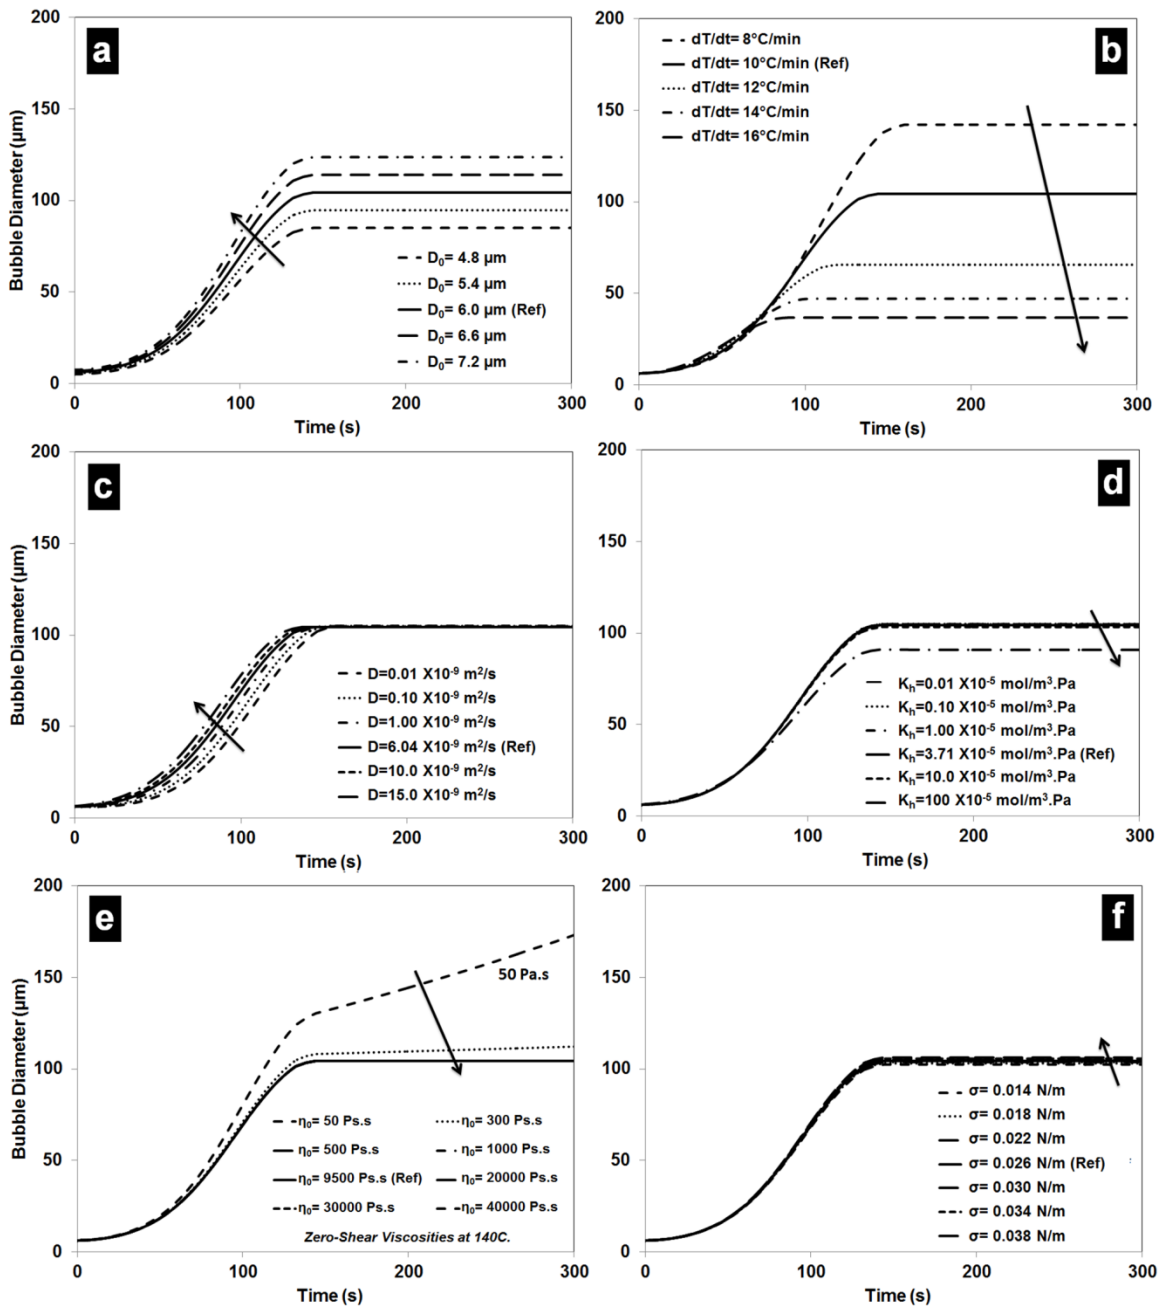 a
200
150
100
50
0
Bubble Diameter (µm)
D₀= 4.8 µm
D₀= 5.4 µm
D₀= 6.0 µm (Ref)
D₀= 6.6 µm
D₀= 7.2 µm
0 100 200 300
Time (s)
b
200
150
100
50
0
dT/dt= 8°C/min
dT/dt= 10°C/min (Ref)
dT/dt= 12°C/min
dT/dt= 14°C/min
dT/dt= 16°C/min
0 100 200 300
Time (s)
c
200
150
100
50
0
Bubble Diameter (µm)
D=0.01 X10⁻⁹ m²/s
D=0.10 X10⁻⁹ m²/s
D=1.00 X10⁻⁹ m²/s
D=6.04 X10⁻⁹ m²/s (Ref)
D=10.0 X10⁻⁹ m²/s
D=15.0 X10⁻⁹ m²/s
0 100 200 300
Time (s)
d
200
150
100
50
0
Kₕ=0.01 X10⁻⁵ mol/m³.Pa
Kₕ=0.10 X10⁻⁵ mol/m³.Pa
Kₕ=1.00 X10⁻⁵ mol/m³.Pa
Kₕ=3.71 X10⁻⁵ mol/m³.Pa (Ref)
Kₕ=10.0 X10⁻⁵ mol/m³.Pa
Kₕ=100 X10⁻⁵ mol/m³.Pa
0 100 200 300
Time (s)
e
200
150
100
50
0
Bubble Diameter (µm)
50 Pa.s
η₀= 50 Ps.s η₀= 300 Ps.s
η₀= 500 Ps.s η₀= 1000 Ps.s
η₀= 9500 Ps.s (Ref) η₀= 20000 Ps.s
η₀= 30000 Ps.s η₀= 40000 Ps.s
Zero-Shear Viscosities at 140C.
0 100 200 300
Time (s)
f
200
150
100
50
0
σ= 0.014 N/m
σ= 0.018 N/m
σ= 0.022 N/m
σ= 0.026 N/m (Ref)
σ= 0.030 N/m
σ= 0.034 N/m
σ= 0.038 N/m
0 100 200 300
Time (s)